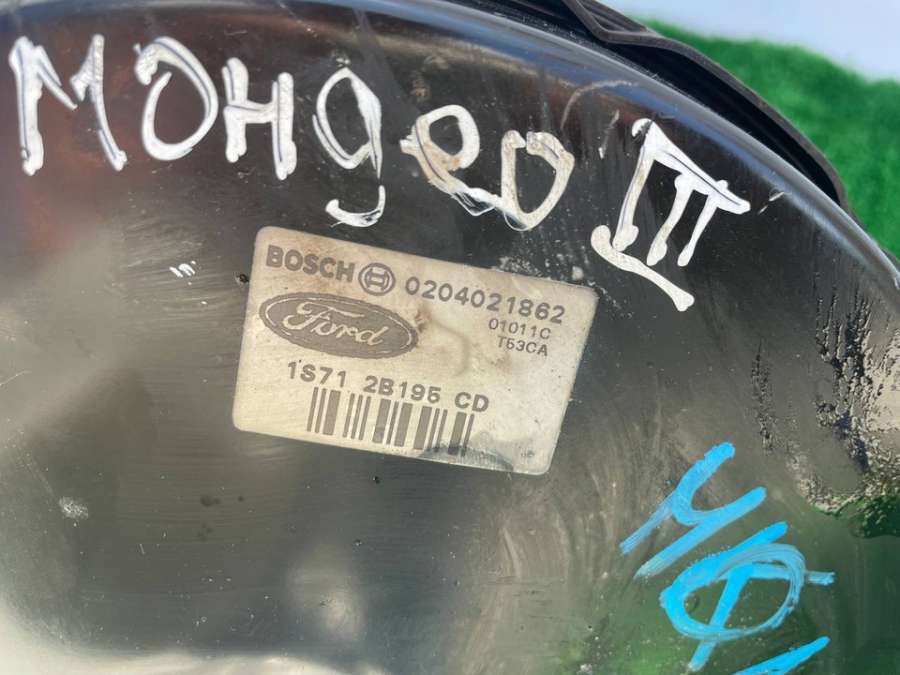 Мондео III
BOSCH 0204021862
01011C
T53CA
Ford
1S71 2B195 CD